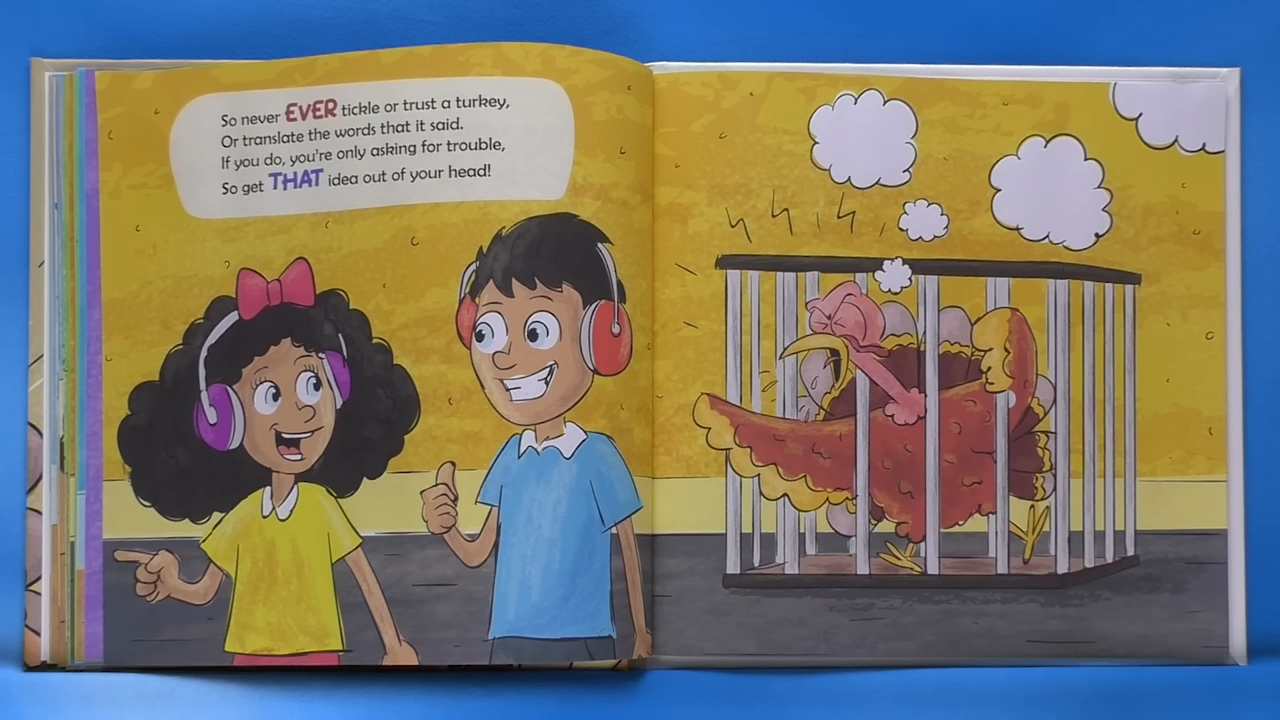 So never EVER tickle or trust a turkey,
Or translate the words that it said.
If you do, you're only asking for trouble,
So get THAT idea out of your head!